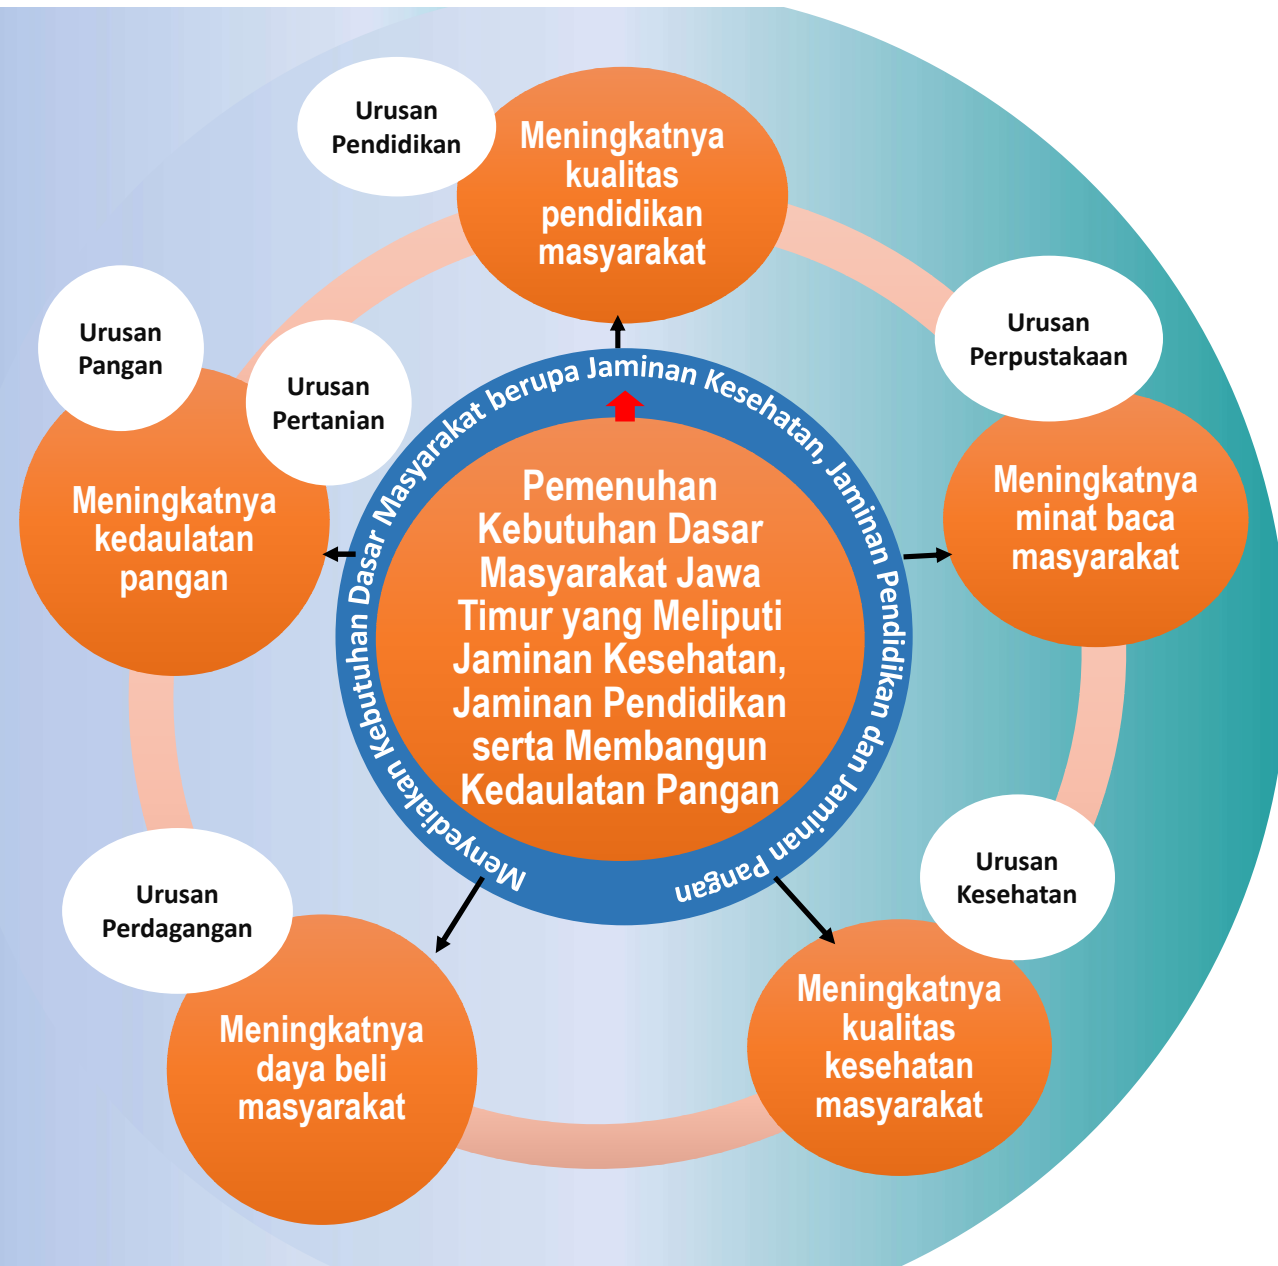 Urusan
Pendidikan
Meningkatnya
kualitas
pendidikan
masyarakat
Urusan
Pangan
Urusan
Pertanian
Meningkatnya
kedaulatan
pangan
Urusan
Perpustakaan
Meningkatnya
minat baca
masyarakat
Menyediakan Kebutuhan Dasar Masyarakat berupa Jaminan Kesehatan, Jaminan Pendidikan dan Jaminan Pangan
Pemenuhan
Kebutuhan Dasar
Masyarakat Jawa
Timur yang Meliputi
Jaminan Kesehatan,
Jaminan Pendidikan
serta Membangun
Kedaulatan Pangan
Urusan
Perdagangan
Meningkatnya
daya beli
masyarakat
Urusan
Kesehatan
Meningkatnya
kualitas
kesehatan
masyarakat